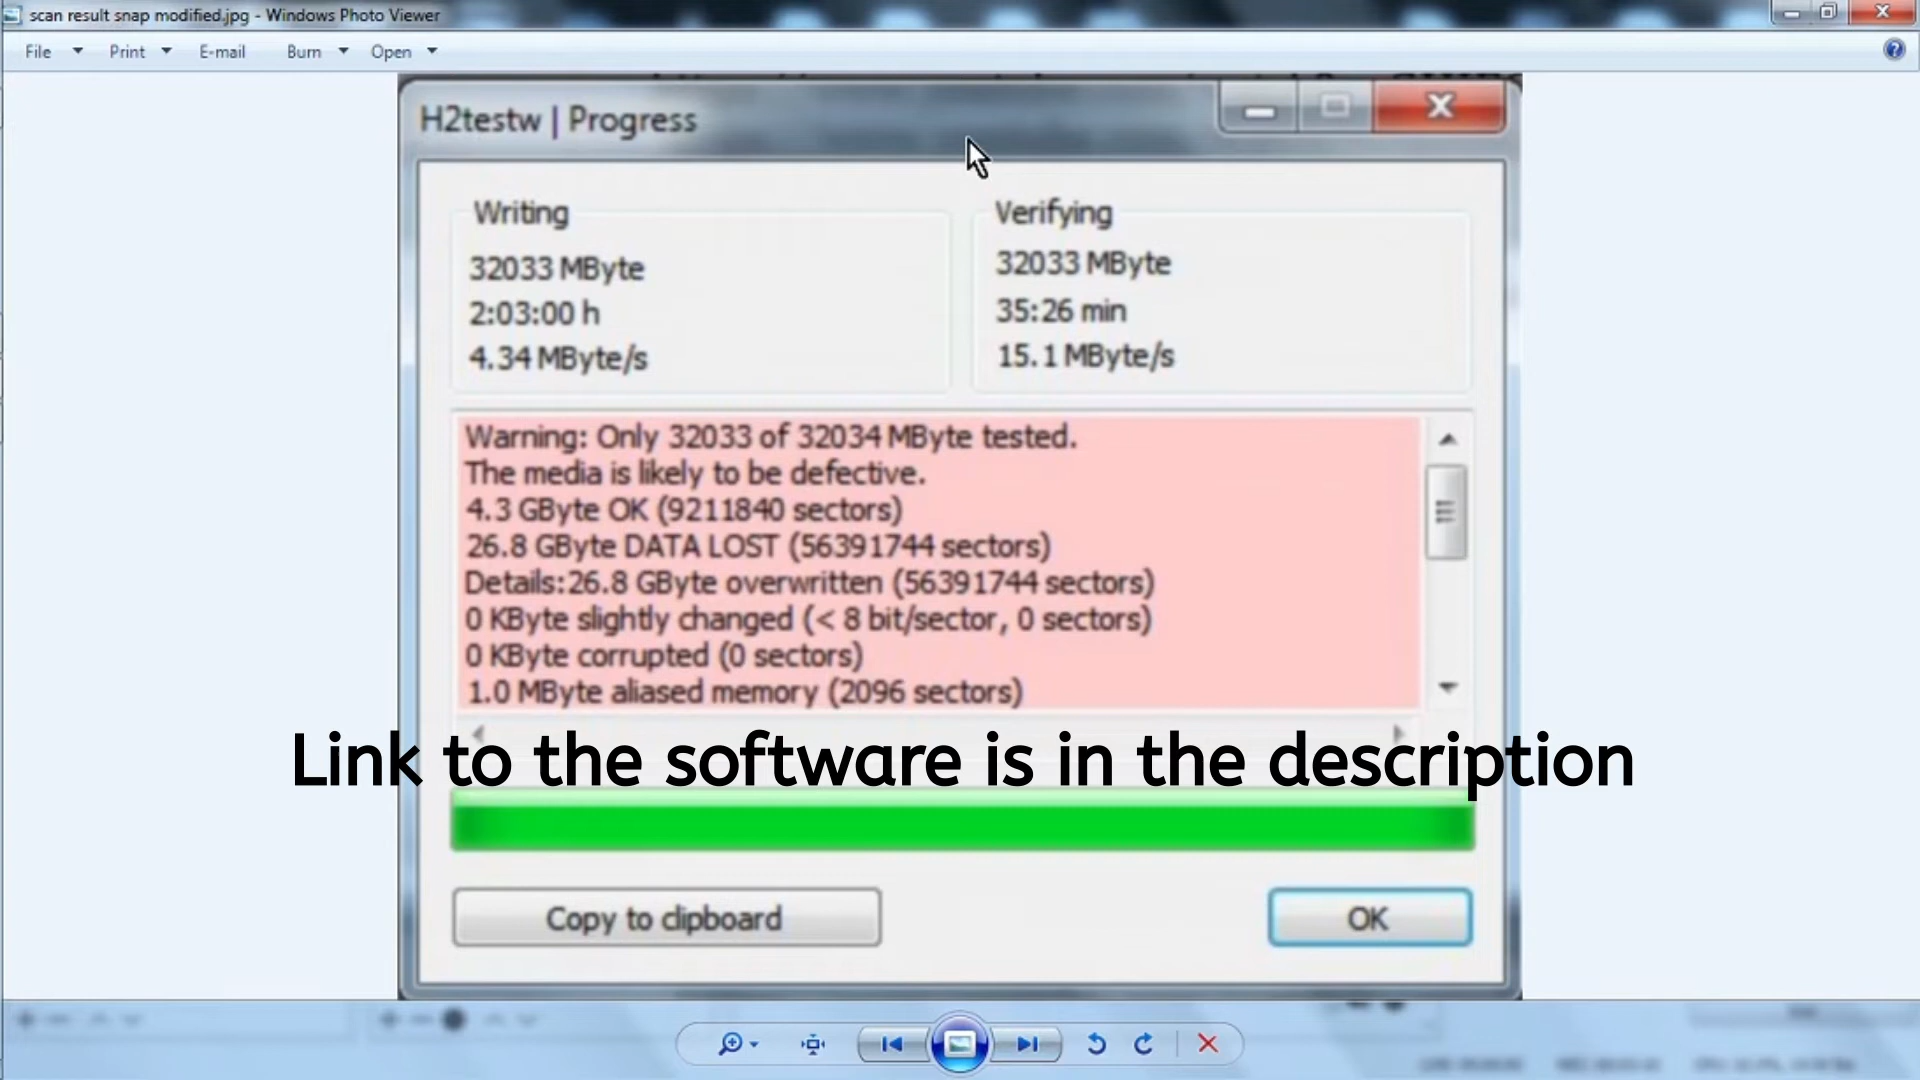 scan result snap modified.jpg - Windows Photo Viewer
File Print E-mail Burn Open
H2testw | Progress
Writing
32033 MByte
2:03:00 h
4.34 MByte/s
Verifying
32033 MByte
35:26 min
15.1 MByte/s
Warning: Only 32033 of 32034 MByte tested.
The media is likely to be defective.
4.3 GByte OK (9211840 sectors)
26.8 GByte DATA LOST (56391744 sectors)
Details:26.8 GByte overwritten (56391744 sectors)
0 KByte slightly changed (< 8 bit/sector, 0 sectors)
0 KByte corrupted (0 sectors)
1.0 MByte aliased memory (2096 sectors)
Link to the software is in the description
Copy to clipboard
OK